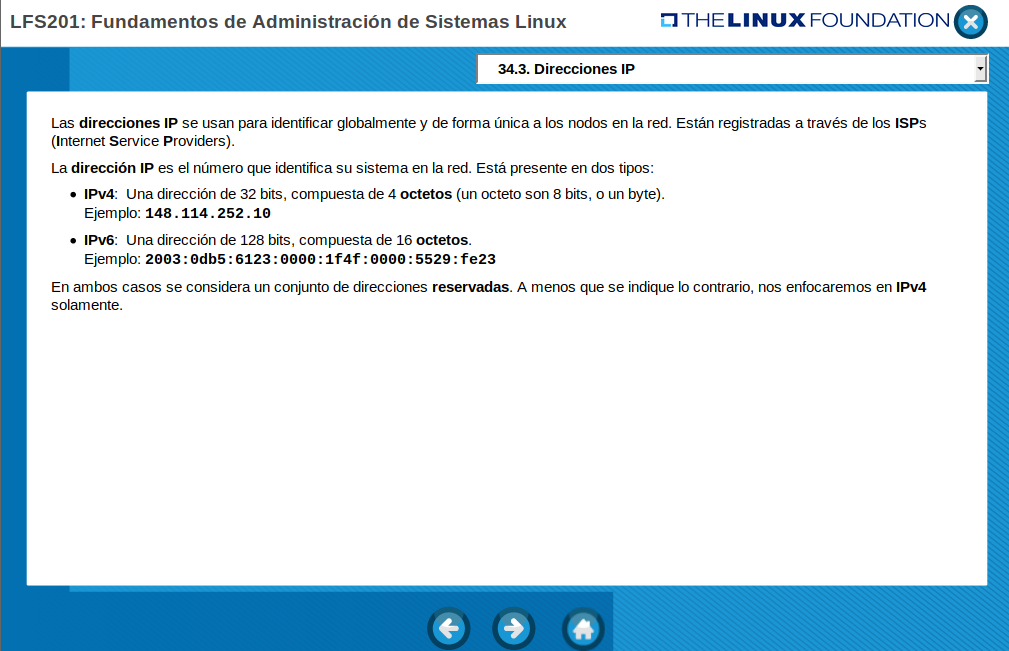 LFS201: Fundamentos de Administración de Sistemas Linux
THE LINUX FOUNDATION
34.3. Direcciones IP
Las direcciones IP se usan para identificar globalmente y de forma única a los nodos en la red. Están registradas a través de los ISPs
(Internet Service Providers).
La dirección IP es el número que identifica su sistema en la red. Está presente en dos tipos:
• IPv4: Una dirección de 32 bits, compuesta de 4 octetos (un octeto son 8 bits, o un byte).
Ejemplo: 148.114.252.10
• IPv6: Una dirección de 128 bits, compuesta de 16 octetos.
Ejemplo: 2003:0db5:6123:0000:1f4f:0000:5529:fe23
En ambos casos se considera un conjunto de direcciones reservadas. A menos que se indique lo contrario, nos enfocaremos en IPv4
solamente.